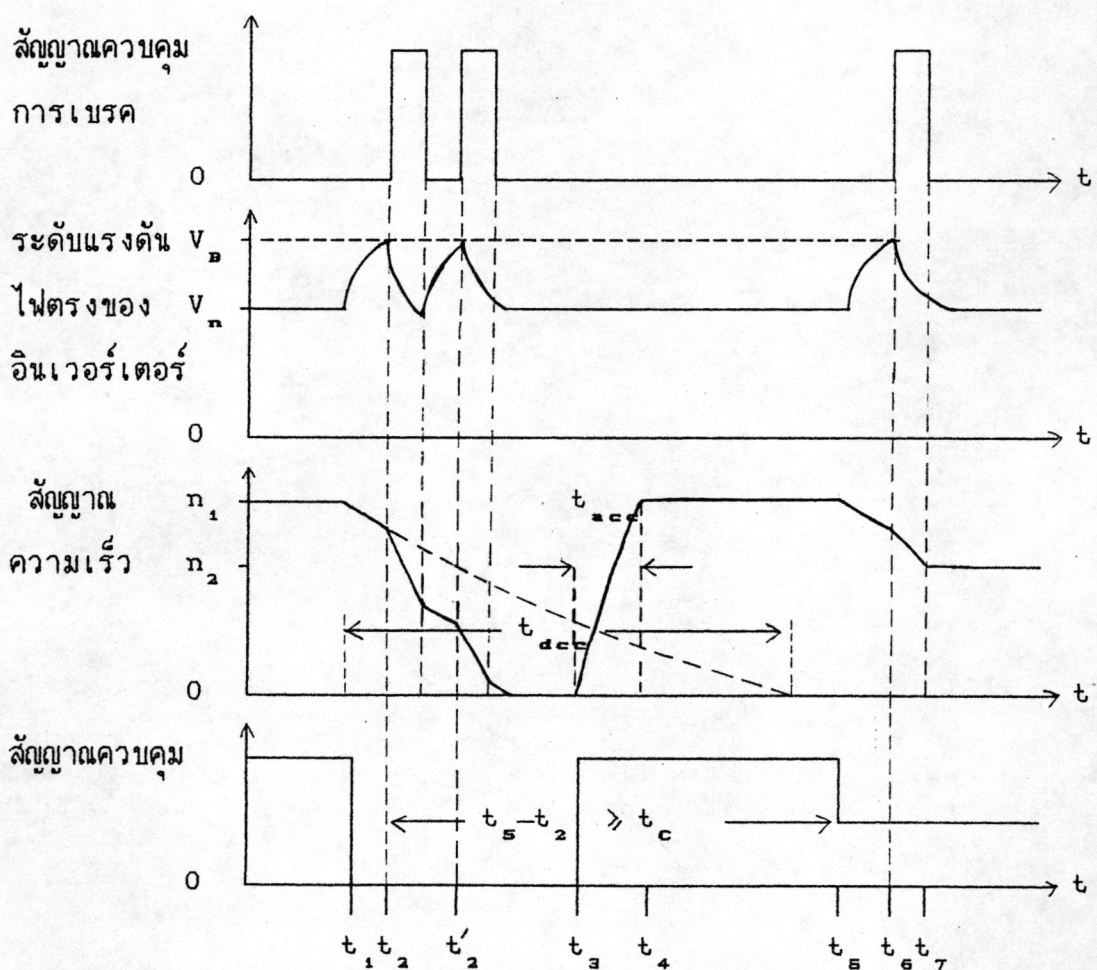 สัญญาณควบคุม
การเบรค
0
t
ระดับแรงดัน V_B
ไฟตรงของ V_n
อินเวอร์เตอร์
0
t
สัญญาณ n_1
t_acc
ความเร็ว n_2
t_dcc
0
t
สัญญาณควบคุม
t_5-t_2 ⩾ t_c
0
t
t_1 t_2 t'_2 t_3 t_4 t_5 t_6 t_7